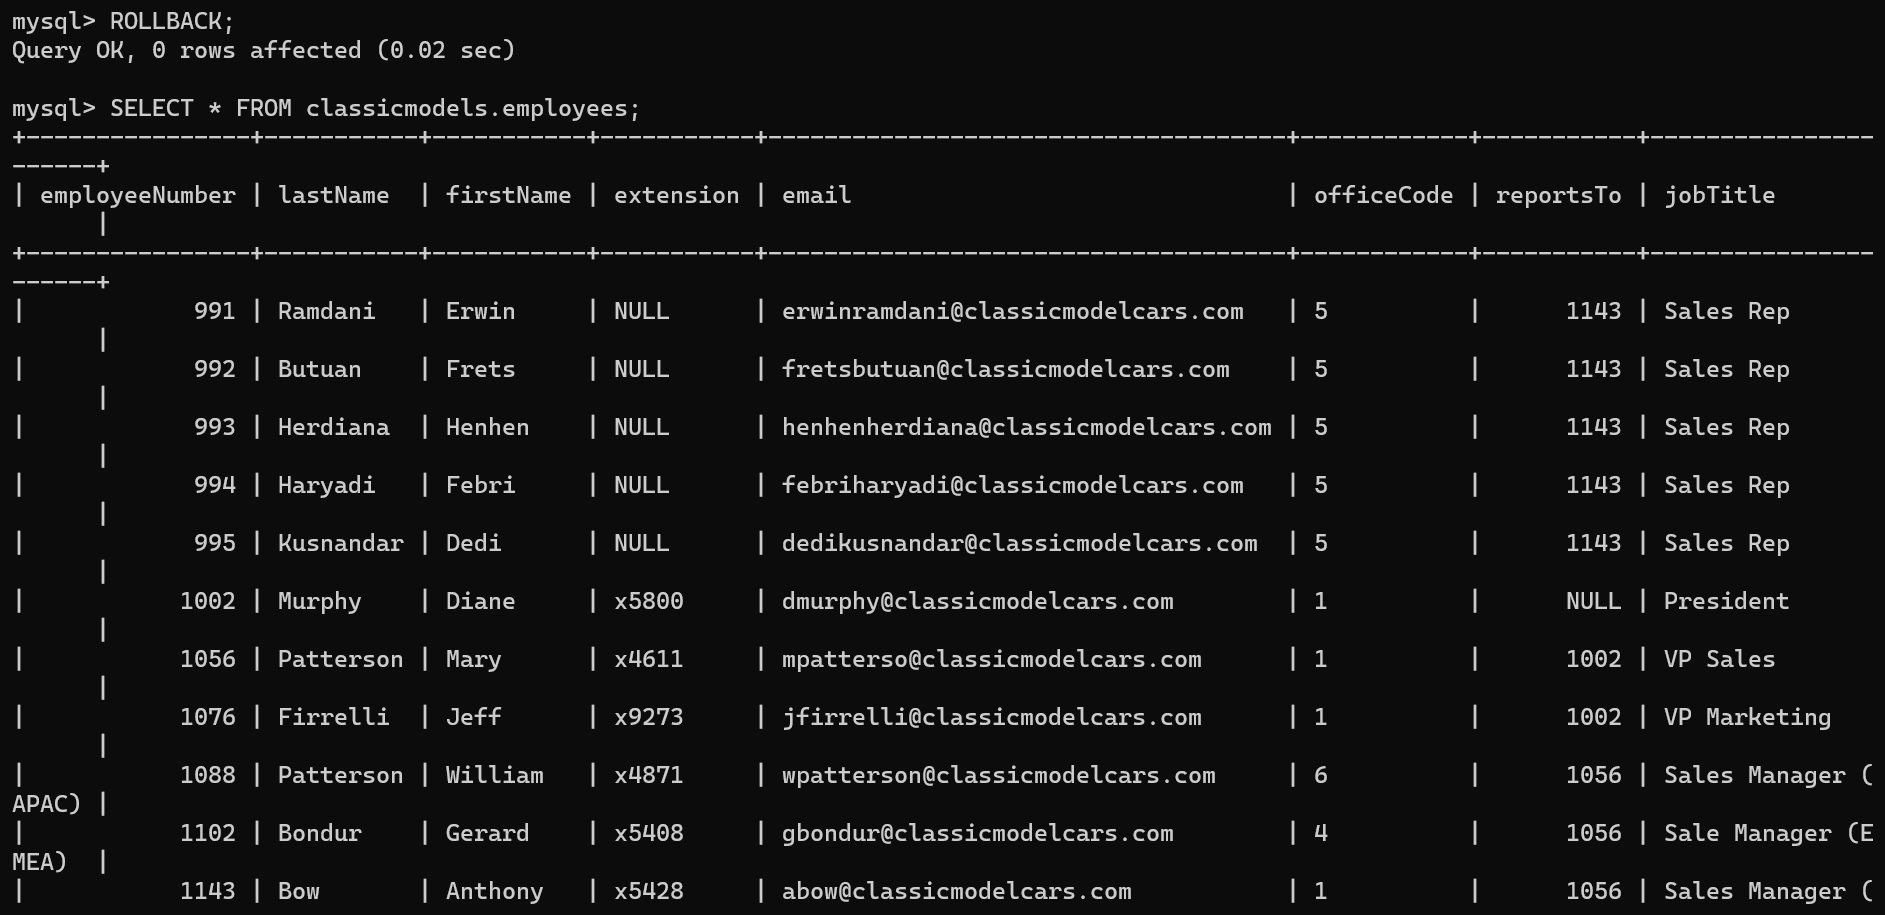 mysql> ROLLBACK;
Query OK, 0 rows affected (0.02 sec)

mysql> SELECT * FROM classicmodels.employees;
+----------------+-----------+-----------+-----------+-------------------------------------+------------+-----------+----------------
------+
| employeeNumber | lastName  | firstName | extension | email                               | officeCode | reportsTo | jobTitle
      |
+----------------+-----------+-----------+-----------+-------------------------------------+------------+-----------+----------------
------+
|            991 | Ramdani   | Erwin     | NULL      | erwinramdani@classicmodelcars.com   | 5          |      1143 | Sales Rep
      |
|            992 | Butuan    | Frets     | NULL      | fretsbutuan@classicmodelcars.com    | 5          |      1143 | Sales Rep
      |
|            993 | Herdiana  | Henhen    | NULL      | henhenherdiana@classicmodelcars.com | 5          |      1143 | Sales Rep
      |
|            994 | Haryadi   | Febri     | NULL      | febriharyadi@classicmodelcars.com   | 5          |      1143 | Sales Rep
      |
|            995 | Kusnandar | Dedi      | NULL      | dedikusnandar@classicmodelcars.com  | 5          |      1143 | Sales Rep
      |
|           1002 | Murphy    | Diane     | x5800     | dmurphy@classicmodelcars.com        | 1          |      NULL | President
      |
|           1056 | Patterson | Mary      | x4611     | mpatterso@classicmodelcars.com      | 1          |      1002 | VP Sales
      |
|           1076 | Firrelli  | Jeff      | x9273     | jfirrelli@classicmodelcars.com      | 1          |      1002 | VP Marketing
      |
|           1088 | Patterson | William   | x4871     | wpatterson@classicmodelcars.com     | 6          |      1056 | Sales Manager (
APAC) |
|           1102 | Bondur    | Gerard    | x5408     | gbondur@classicmodelcars.com        | 4          |      1056 | Sale Manager (E
MEA)  |
|           1143 | Bow       | Anthony   | x5428     | abow@classicmodelcars.com           | 1          |      1056 | Sales Manager (